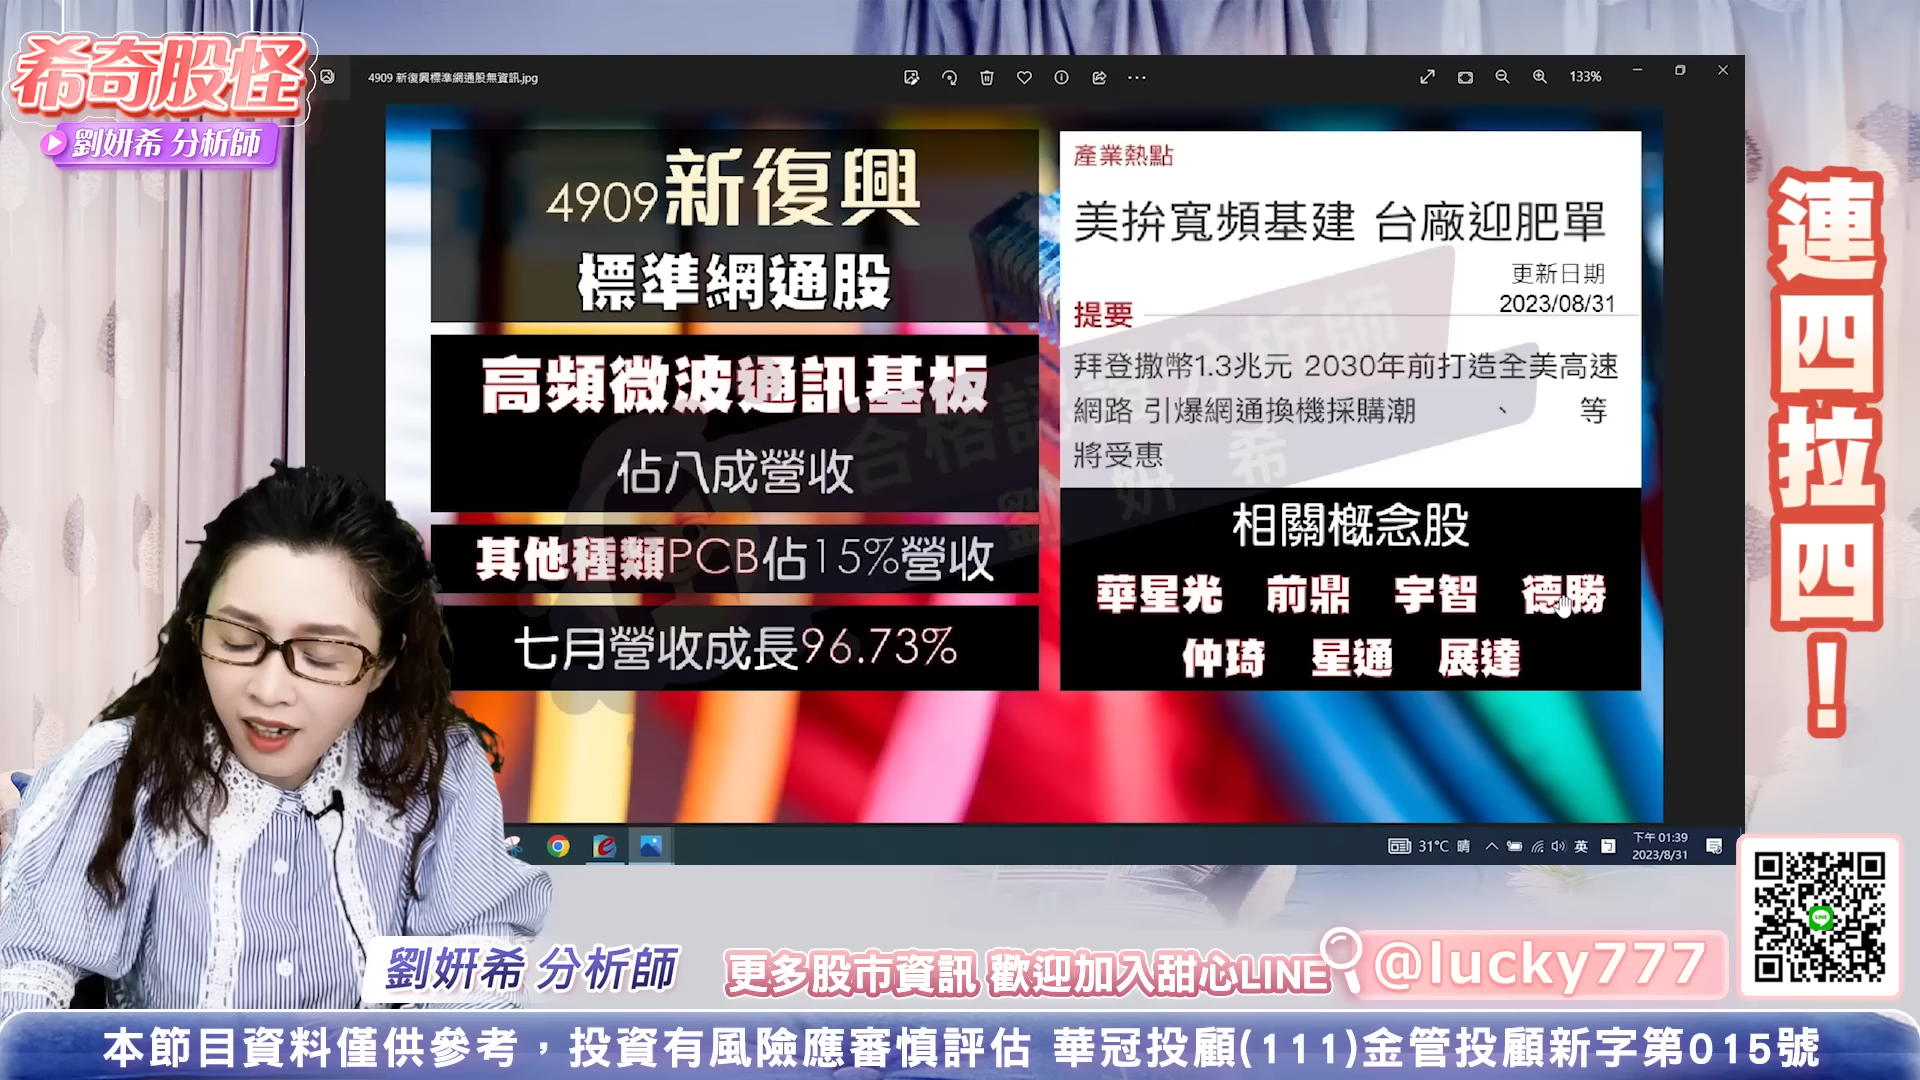 希奇股怪
劉妍希 分析師
4909 新復興標準網通股無資訊.jpg
133%
4909新復興
標準網通股
高頻微波通訊基板
佔八成營收
其他種類PCB佔15%營收
七月營收成長96.73%
產業熱點
美拚寬頻基建 台廠迎肥單
更新日期
2023/08/31
提要
拜登撒幣1.3兆元 2030年前打造全美高速
網路 引爆網通換機採購潮 、 等
將受惠
相關概念股
華星光 前鼎 宇智 德勝
仲琦 星通 展達
連四拉四!
31°C 晴
英
下午 01:39
2023/8/31
LINE
劉妍希 分析師
更多股市資訊 歡迎加入甜心LINE
@lucky777
本節目資料僅供參考，投資有風險應審慎評估 華冠投顧(111)金管投顧新字第015號